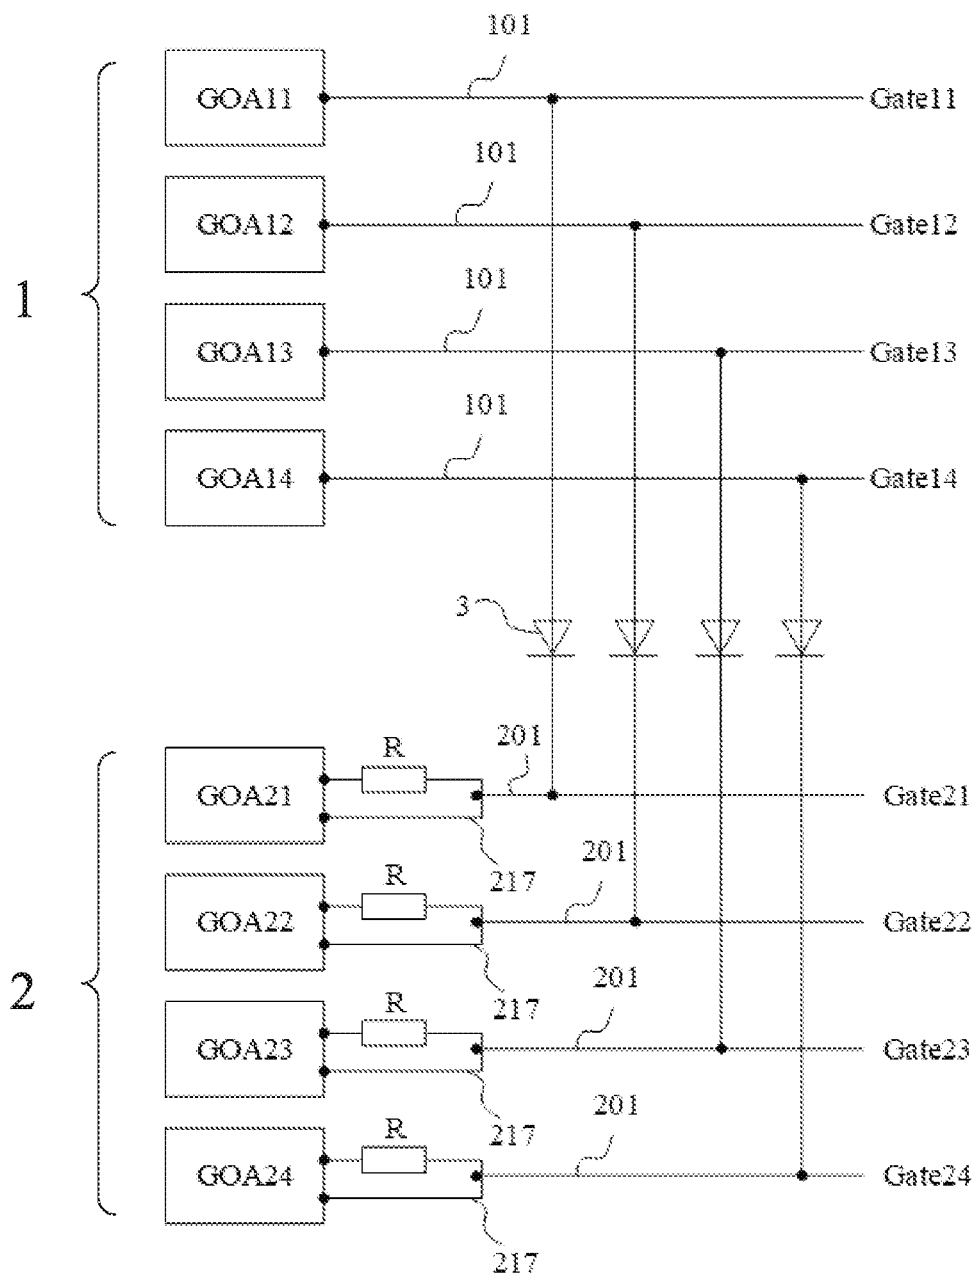 101
GOA11 Gate11
101
GOA12 Gate12
1
101
GOA13 Gate13
101
GOA14 Gate14
3
R 201
GOA21 Gate21
217
R 201
GOA22 Gate22
217
2
R 201
GOA23 Gate23
217
R 201
GOA24 Gate24
217